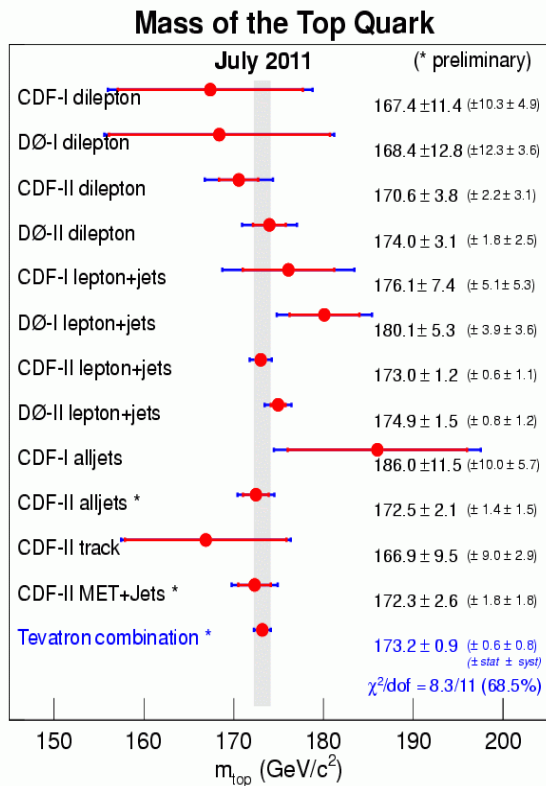 Mass of the Top Quark
July 2011 (* preliminary)
CDF-I dilepton 167.4 ±11.4 (±10.3 ± 4.9)
DØ-I dilepton 168.4 ±12.8 (±12.3 ± 3.6)
CDF-II dilepton 170.6 ± 3.8 (± 2.2 ± 3.1)
DØ-II dilepton 174.0 ± 3.1 (± 1.8 ± 2.5)
CDF-I lepton+jets 176.1 ± 7.4 (± 5.1 ± 5.3)
DØ-I lepton+jets 180.1 ± 5.3 (± 3.9 ± 3.6)
CDF-II lepton+jets 173.0 ± 1.2 (± 0.6 ± 1.1)
DØ-II lepton+jets 174.9 ± 1.5 (± 0.8 ± 1.2)
CDF-I alljets 186.0 ±11.5 (±10.0 ± 5.7)
CDF-II alljets * 172.5 ± 2.1 (± 1.4 ± 1.5)
CDF-II track 166.9 ± 9.5 (± 9.0 ± 2.9)
CDF-II MET+Jets * 172.3 ± 2.6 (± 1.8 ± 1.8)
Tevatron combination * 173.2 ± 0.9 (± 0.6 ± 0.8)
(± stat ± syst)
χ²/dof = 8.3/11 (68.5%)
150 160 170 180 190 200
m_top (GeV/c²)